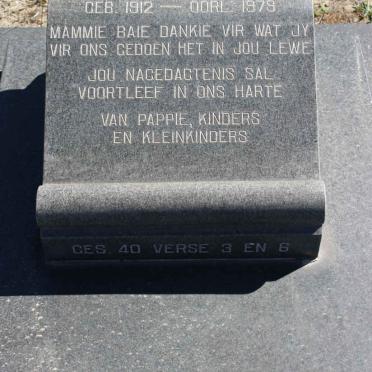 GEB. 1912 — OORL. 1979
MAMMIE BAIE DANKIE VIR WAT JY
VIR ONS GEDOEN HET IN JOU LEWE
JOU NAGEDAGTENIS SAL
VOORTLEEF IN ONS HARTE
VAN PAPPIE, KINDERS
EN KLEINKINDERS
GES. 40 VERSE 3 EN 6